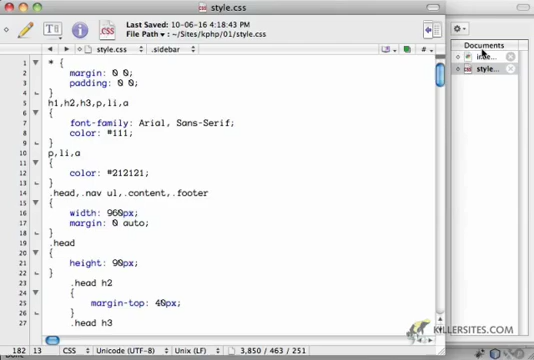 style.css
Last Saved: 10-06-16 4:18:43 PM
File Path ▾: ~/Sites/kphp/01/style.css
style.css
.sidebar
#
Documents
inde...
style...
1 * {
2 margin: 0 0;
3 padding: 0 0;
4 }
5 h1,h2,h3,p,li,a
6 {
7 font-family: Arial, Sans-Serif;
8 color: #111;
9 }
10 p,li,a
11 {
12 color: #212121;
13 }
14 .head,.nav ul,.content,.footer
15 {
16 width: 960px;
17 margin: 0 auto;
18 }
19 .head
20 {
21 height: 90px;
22 }
23 .head h2
24 {
25 margin-top: 40px;
26 }
27 .head h3
182 13 CSS Unicode (UTF-8) Unix (LF) 3,850 / 463 / 251
KILLERSITES.COM